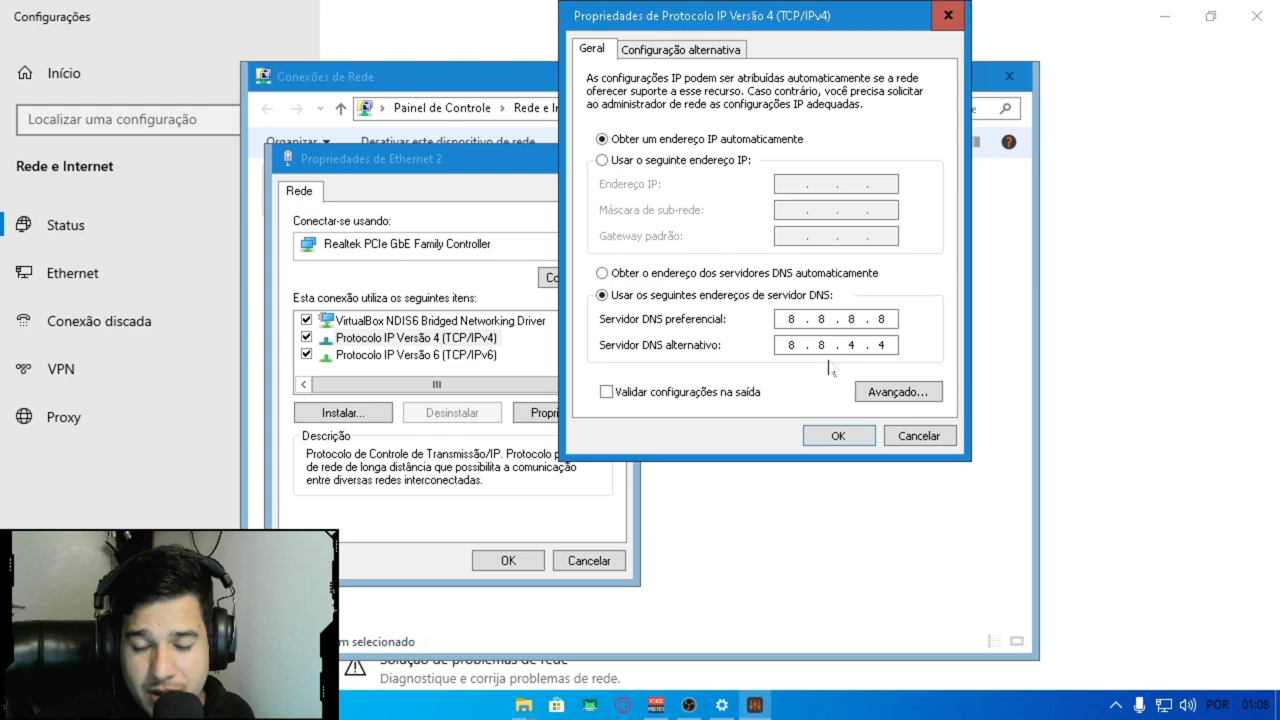 Configurações
Início
Localizar uma configuração
Rede e Internet
Status
Ethernet
Conexão discada
VPN
Proxy
Conexões de Rede
Painel de Controle
Rede e In
e
Organizar
Desativar este dispositivo de rede
Propriedades de Ethernet 2
Rede
Conectar-se usando:
Realtek PCIe GbE Family Controller
Co
Esta conexão utiliza os seguintes itens:
VirtualBox NDIS6 Bridged Networking Driver
Protocolo IP Versão 4 (TCP/IPv4)
Protocolo IP Versão 6 (TCP/IPv6)
Instalar...
Desinstalar
Propri
Descrição
Protocolo de Controle de Transmissão/IP. Protocolo p
de rede de longa distância que possibilita a comunicação
entre diversas redes interconectadas.
OK
Cancelar
Propriedades de Protocolo IP Versão 4 (TCP/IPv4)
Geral
Configuração alternativa
As configurações IP podem ser atribuídas automaticamente se a rede
oferecer suporte a esse recurso. Caso contrário, você precisa solicitar
ao administrador de rede as configurações IP adequadas.
Obter um endereço IP automaticamente
Usar o seguinte endereço IP:
Endereço IP:
Máscara de sub-rede:
Gateway padrão:
Obter o endereço dos servidores DNS automaticamente
Usar os seguintes endereços de servidor DNS:
Servidor DNS preferencial: 8 . 8 . 8 . 8
Servidor DNS alternativo: 8 . 8 . 4 . 4
Validar configurações na saída
Avançado...
OK
Cancelar
m selecionado
Solução de problemas de rede
Diagnostique e corrija problemas de rede.
POR
01:08